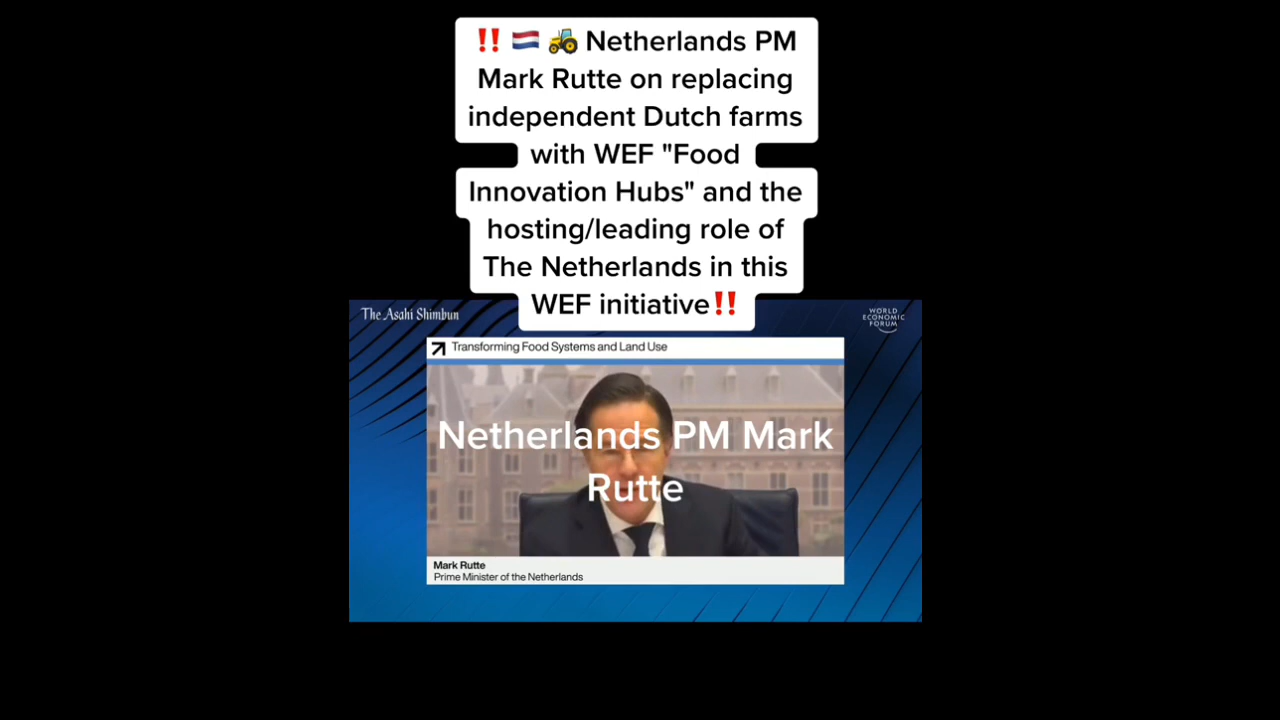 ‼️ 🇳🇱 🚜 Netherlands PM
Mark Rutte on replacing
independent Dutch farms
with WEF "Food
Innovation Hubs" and the
hosting/leading role of
The Netherlands in this
WEF initiative‼️
The Asahi Shimbun
WORLD
ECONOMIC
FORUM
Transforming Food Systems and Land Use
Netherlands PM Mark
Rutte
Mark Rutte
Prime Minister of the Netherlands